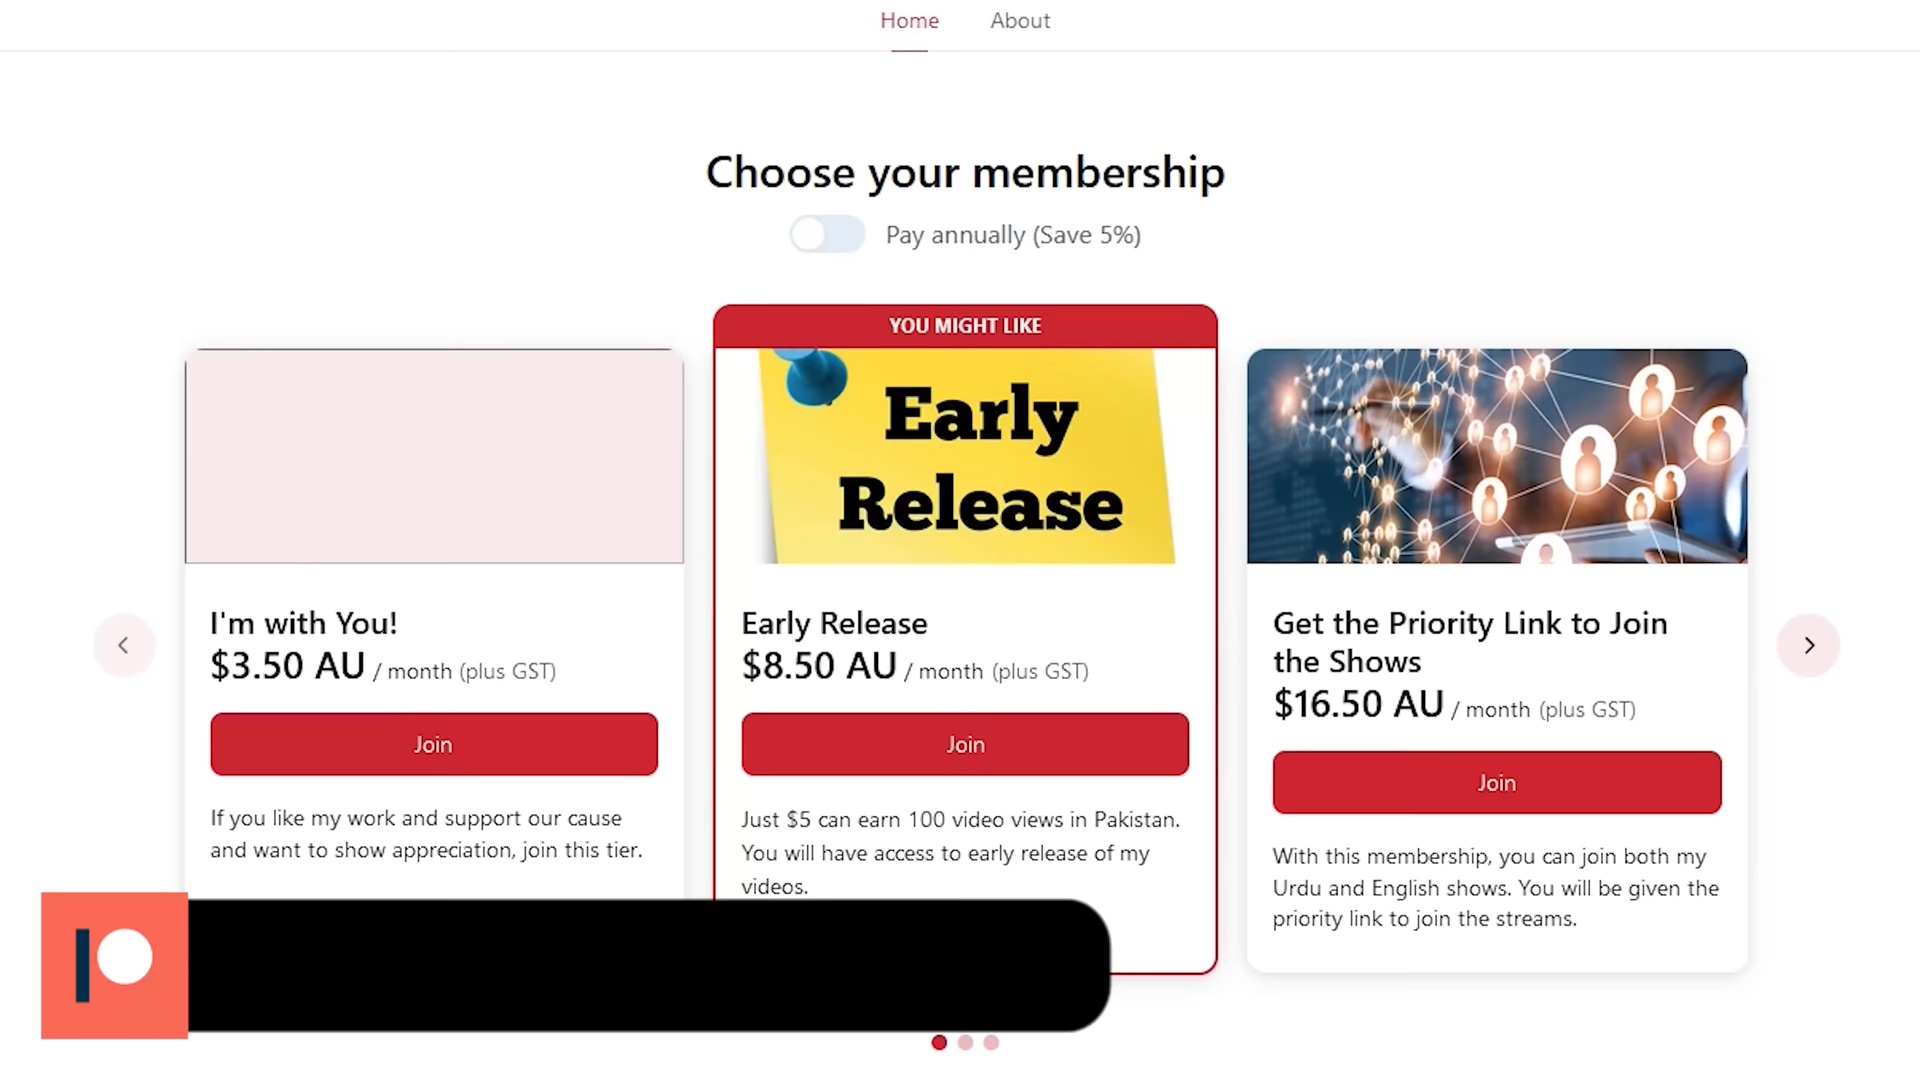 Home
About
Choose your membership
Pay annually (Save 5%)
YOU MIGHT LIKE
Early
Release
I'm with You!
$3.50 AU / month (plus GST)
Join
If you like my work and support our cause
and want to show appreciation, join this tier.
Early Release
$8.50 AU / month (plus GST)
Join
Just $5 can earn 100 video views in Pakistan.
You will have access to early release of my
videos.
Get the Priority Link to Join
the Shows
$16.50 AU / month (plus GST)
Join
With this membership, you can join both my
Urdu and English shows. You will be given the
priority link to join the streams.